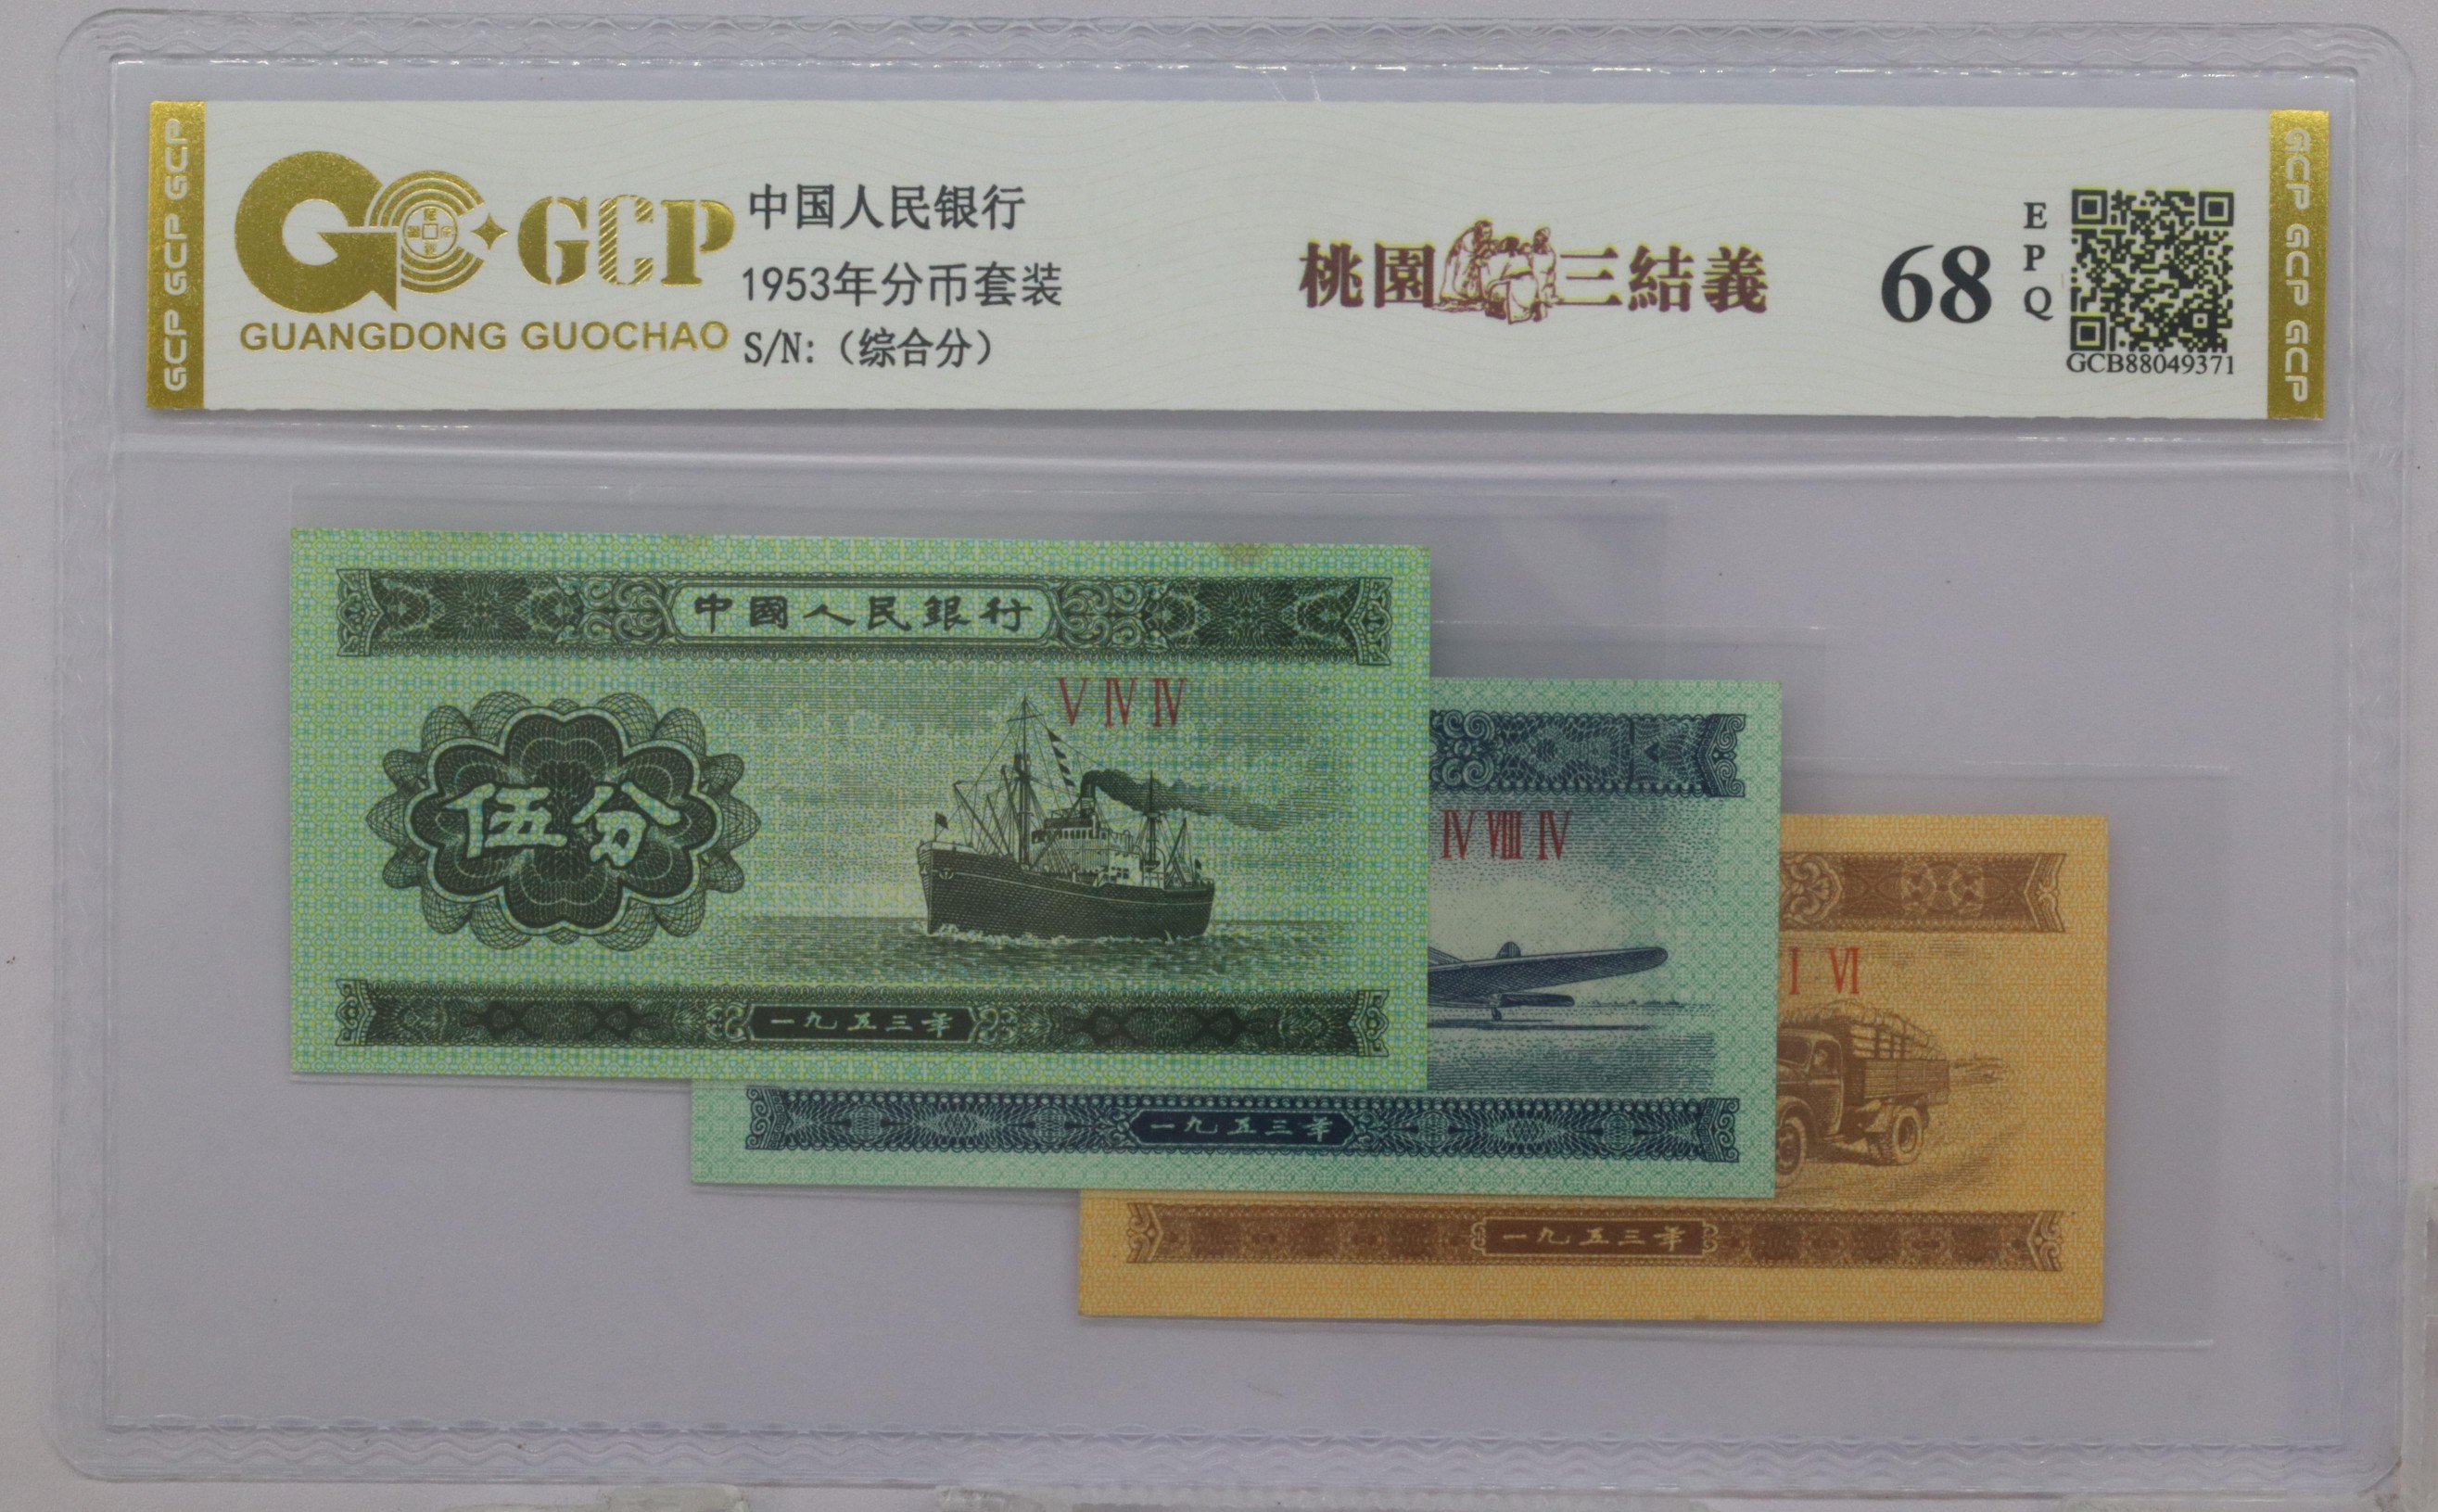 GCP GCP GCP
GCP
GUANGDONG GUOCHAO
中国人民银行
1953年分币套装
S/N:（综合分）
桃園三結義
68
EPQ
GCB88049371
GCP GCP GCP
中國人民銀行
V IV IV
伍分
一九五三年
IV VIII IV
一九五三年
I VI
一九五三年